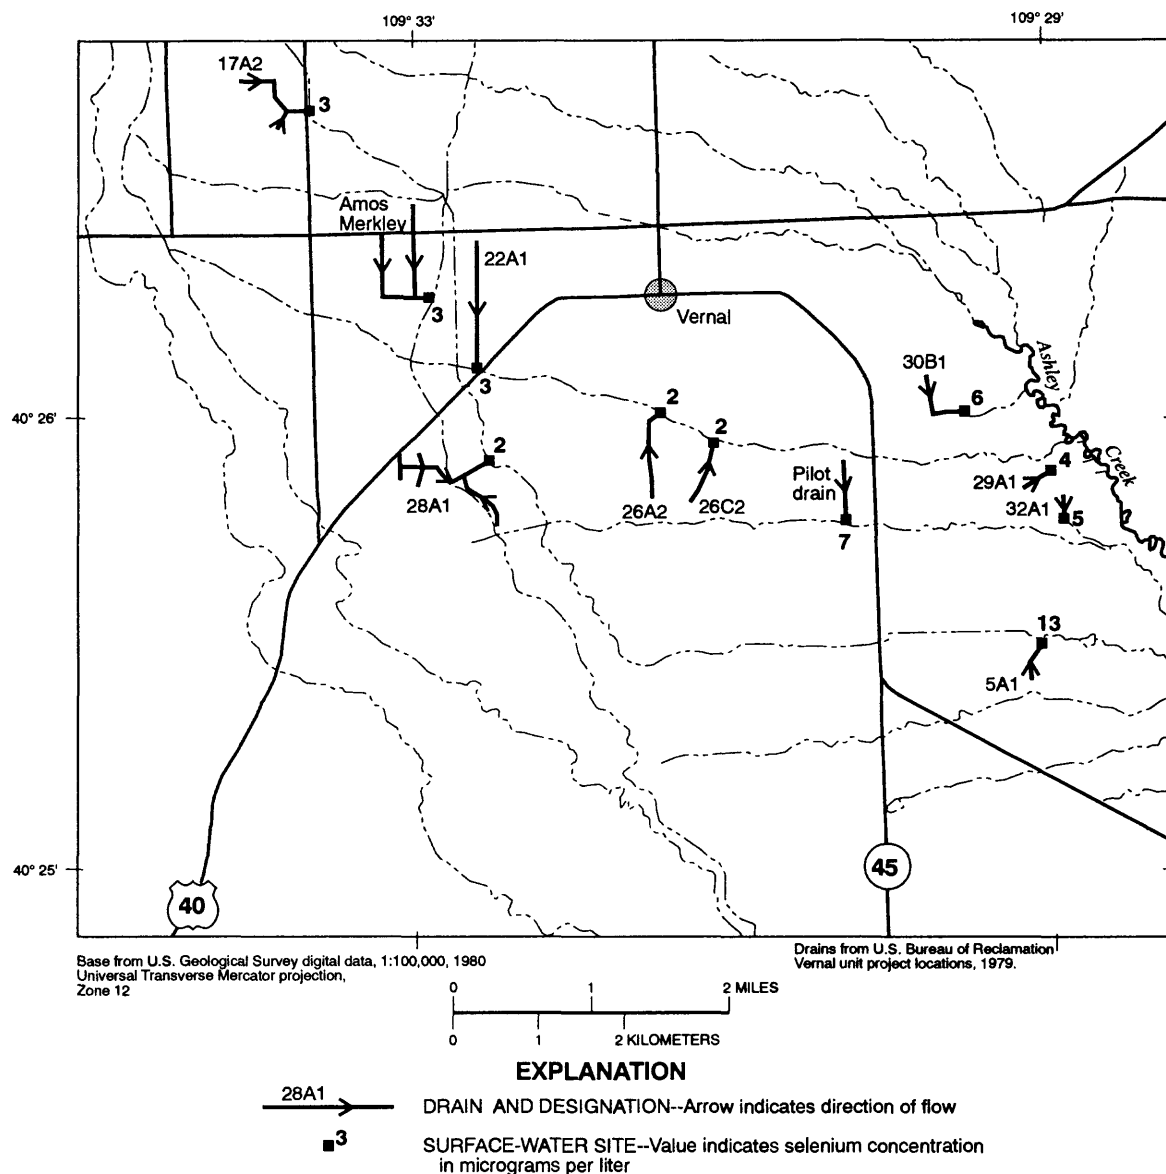 109° 33'
109° 29'
17A2
3
Amos
Merkley
22A1
3
Vernal
3
Ashley
Creek
30B1
6
40° 26'
2
2
2
4
Pilot
drain
29A1
28A1
26A2
26C2
32A1
5
7
13
5A1
40° 25'
45
40
Base from U.S. Geological Survey digital data, 1:100,000, 1980
Universal Transverse Mercator projection,
Zone 12
Drains from U.S. Bureau of Reclamation
Vernal unit project locations, 1979.
0 1 2 MILES
0 1 2 KILOMETERS
EXPLANATION
28A1
DRAIN AND DESIGNATION--Arrow indicates direction of flow
3
SURFACE-WATER SITE--Value indicates selenium concentration
in micrograms per liter